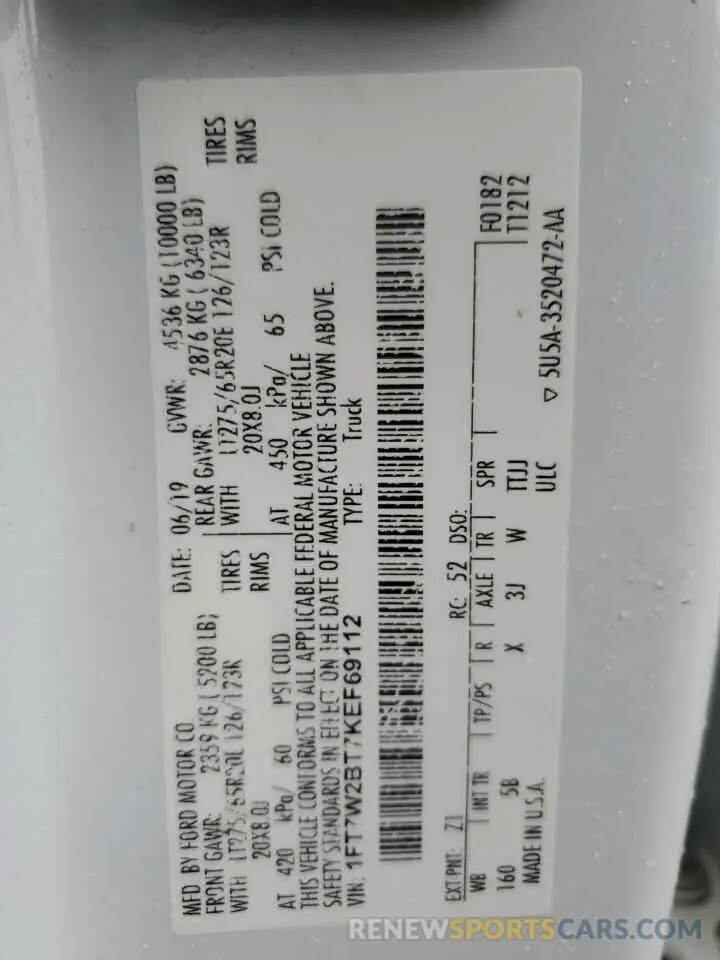 MFD BY FORD MOTOR CO. DATE: 06/19 GVWR: 4536 KG (10000 LB)
FRONT GAWR: 2359 KG (5200 LB) REAR GAWR: 2876 KG ( 6340 LB)
WITH LT275/65R20E 126/123R TIRES WITH LT275/65R20E 126/123R TIRES
20X8.0J RIMS 20X8.0J RIMS
AT 420 kPa/ 60 PSI COLD AT 450 kPa/ 65 PSI COLD
THIS VEHICLE CONFORMS TO ALL APPLICABLE FEDERAL MOTOR VEHICLE
SAFETY STANDARDS IN EFFECT ON THE DATE OF MANUFACTURE SHOWN ABOVE.
VIN: 1FT7W2BT7KEF69112 TYPE: Truck
EXT PNT: Z1 RC: 52 DSO: F0182
WB INT TR TP/PS R AXLE TR SPR T1212
160 5B X 3J W TTJJ
MADE IN U.S.A. ULC ▽ 5U5A-3520472-AA
RENEWSPORTSCARS.COM